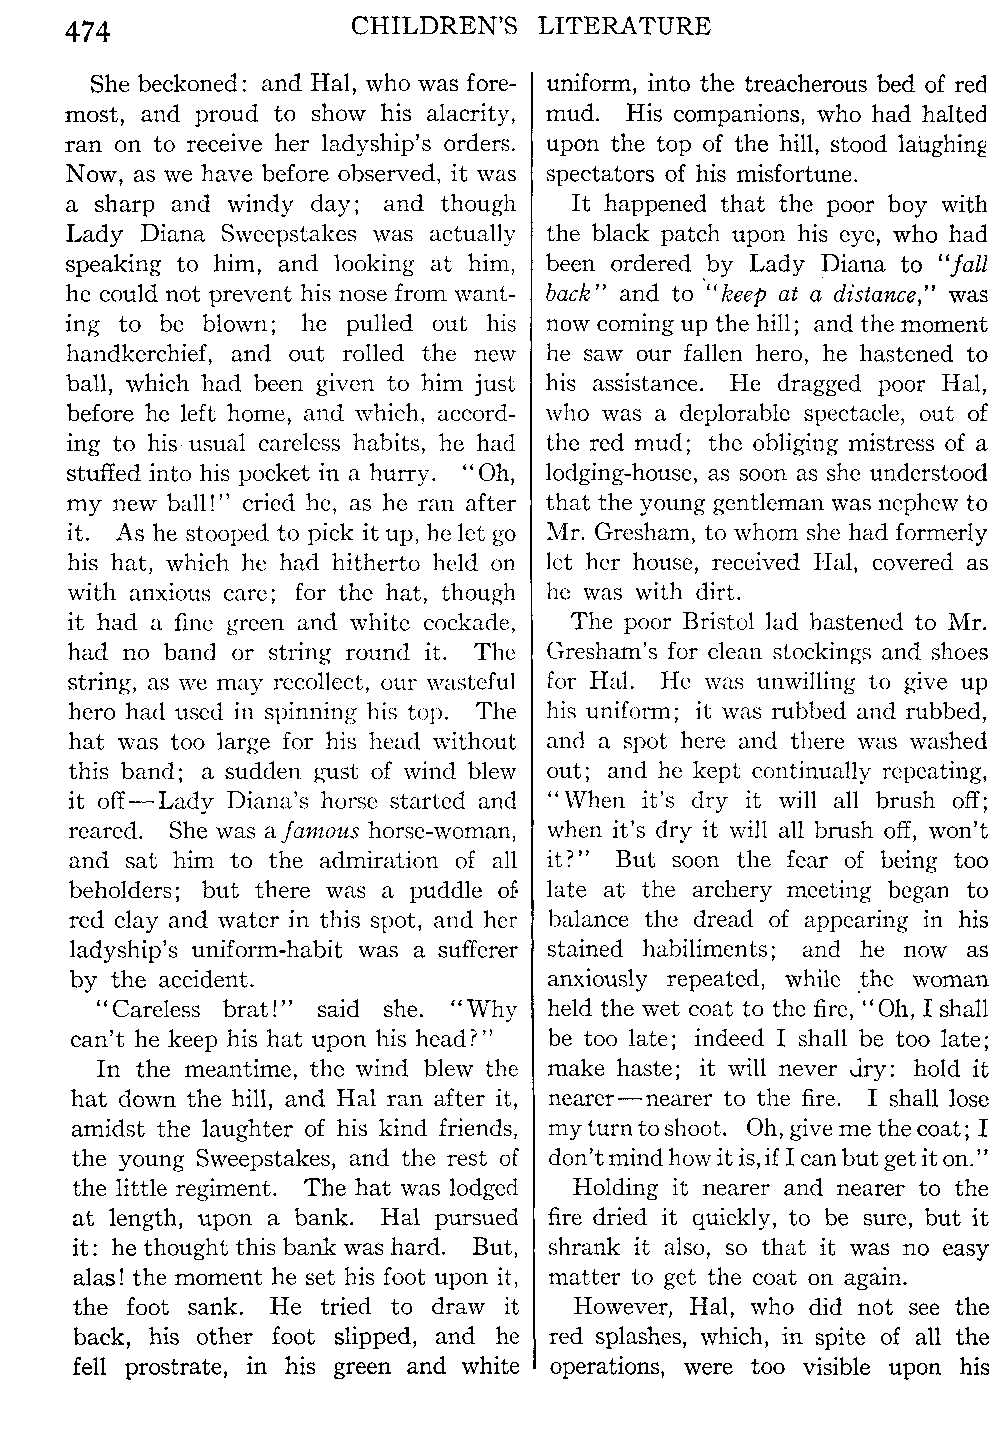 474
CHILDREN'S LITERATURE
She beckoned: and Hal, who was fore-
most, and proud to show his alacrity,
ran on to receive her ladyship's orders.
Now, as we have before observed, it was
a sharp and windy day; and though
Lady Diana Sweepstakes was actually
speaking to him, and looking at him,
he could not prevent his nose from want-
ing to be blown; he pulled out his
handkerchief, and out rolled the new
ball, which had been given to him just
before he left home, and which, accord-
ing to his usual careless habits, he had
stuffed into his pocket in a hurry. "Oh,
my new ball!" cried he, as he ran after
it. As he stooped to pick it up, he let go
his hat, which he had hitherto held on
with anxious care; for the hat, though
it had a fine green and white cockade,
had no band or string round it. The
string, as we may recollect, our wasteful
hero had used in spinning his top. The
hat was too large for his head without
this band; a sudden gust of wind blew
it off—Lady Diana's horse started and
reared. She was a famous horse-woman,
and sat him to the admiration of all
beholders; but there was a puddle of
red clay and water in this spot, and her
ladyship's uniform-habit was a sufferer
by the accident.
"Careless brat!" said she. "Why
can't he keep his hat upon his head?"
In the meantime, the wind blew the
hat down the hill, and Hal ran after it,
amidst the laughter of his kind friends,
the young Sweepstakes, and the rest of
the little regiment. The hat was lodged
at length, upon a bank. Hal pursued
it: he thought this bank was hard. But,
alas! the moment he set his foot upon it,
the foot sank. He tried to draw it
back, his other foot slipped, and he
fell prostrate, in his green and white
uniform, into the treacherous bed of red
mud. His companions, who had halted
upon the top of the hill, stood laughing
spectators of his misfortune.
It happened that the poor boy with
the black patch upon his eye, who had
been ordered by Lady Diana to "fall
back" and to "keep at a distance," was
now coming up the hill; and the moment
he saw our fallen hero, he hastened to
his assistance. He dragged poor Hal,
who was a deplorable spectacle, out of
the red mud; the obliging mistress of a
lodging-house, as soon as she understood
that the young gentleman was nephew to
Mr. Gresham, to whom she had formerly
let her house, received Hal, covered as
he was with dirt.
The poor Bristol lad hastened to Mr.
Gresham's for clean stockings and shoes
for Hal. He was unwilling to give up
his uniform; it was rubbed and rubbed,
and a spot here and there was washed
out; and he kept continually repeating,
"When it's dry it will all brush off;
when it's dry it will all brush off, won't
it?" But soon the fear of being too
late at the archery meeting began to
balance the dread of appearing in his
stained habiliments; and he now as
anxiously repeated, while the woman
held the wet coat to the fire, "Oh, I shall
be too late; indeed I shall be too late;
make haste; it will never dry: hold it
nearer—nearer to the fire. I shall lose
my turn to shoot. Oh, give me the coat; I
don't mind how it is, if I can but get it on."
Holding it nearer and nearer to the
fire dried it quickly, to be sure, but it
shrank it also, so that it was no easy
matter to get the coat on again.
However, Hal, who did not see the
red splashes, which, in spite of all the
operations, were too visible upon his